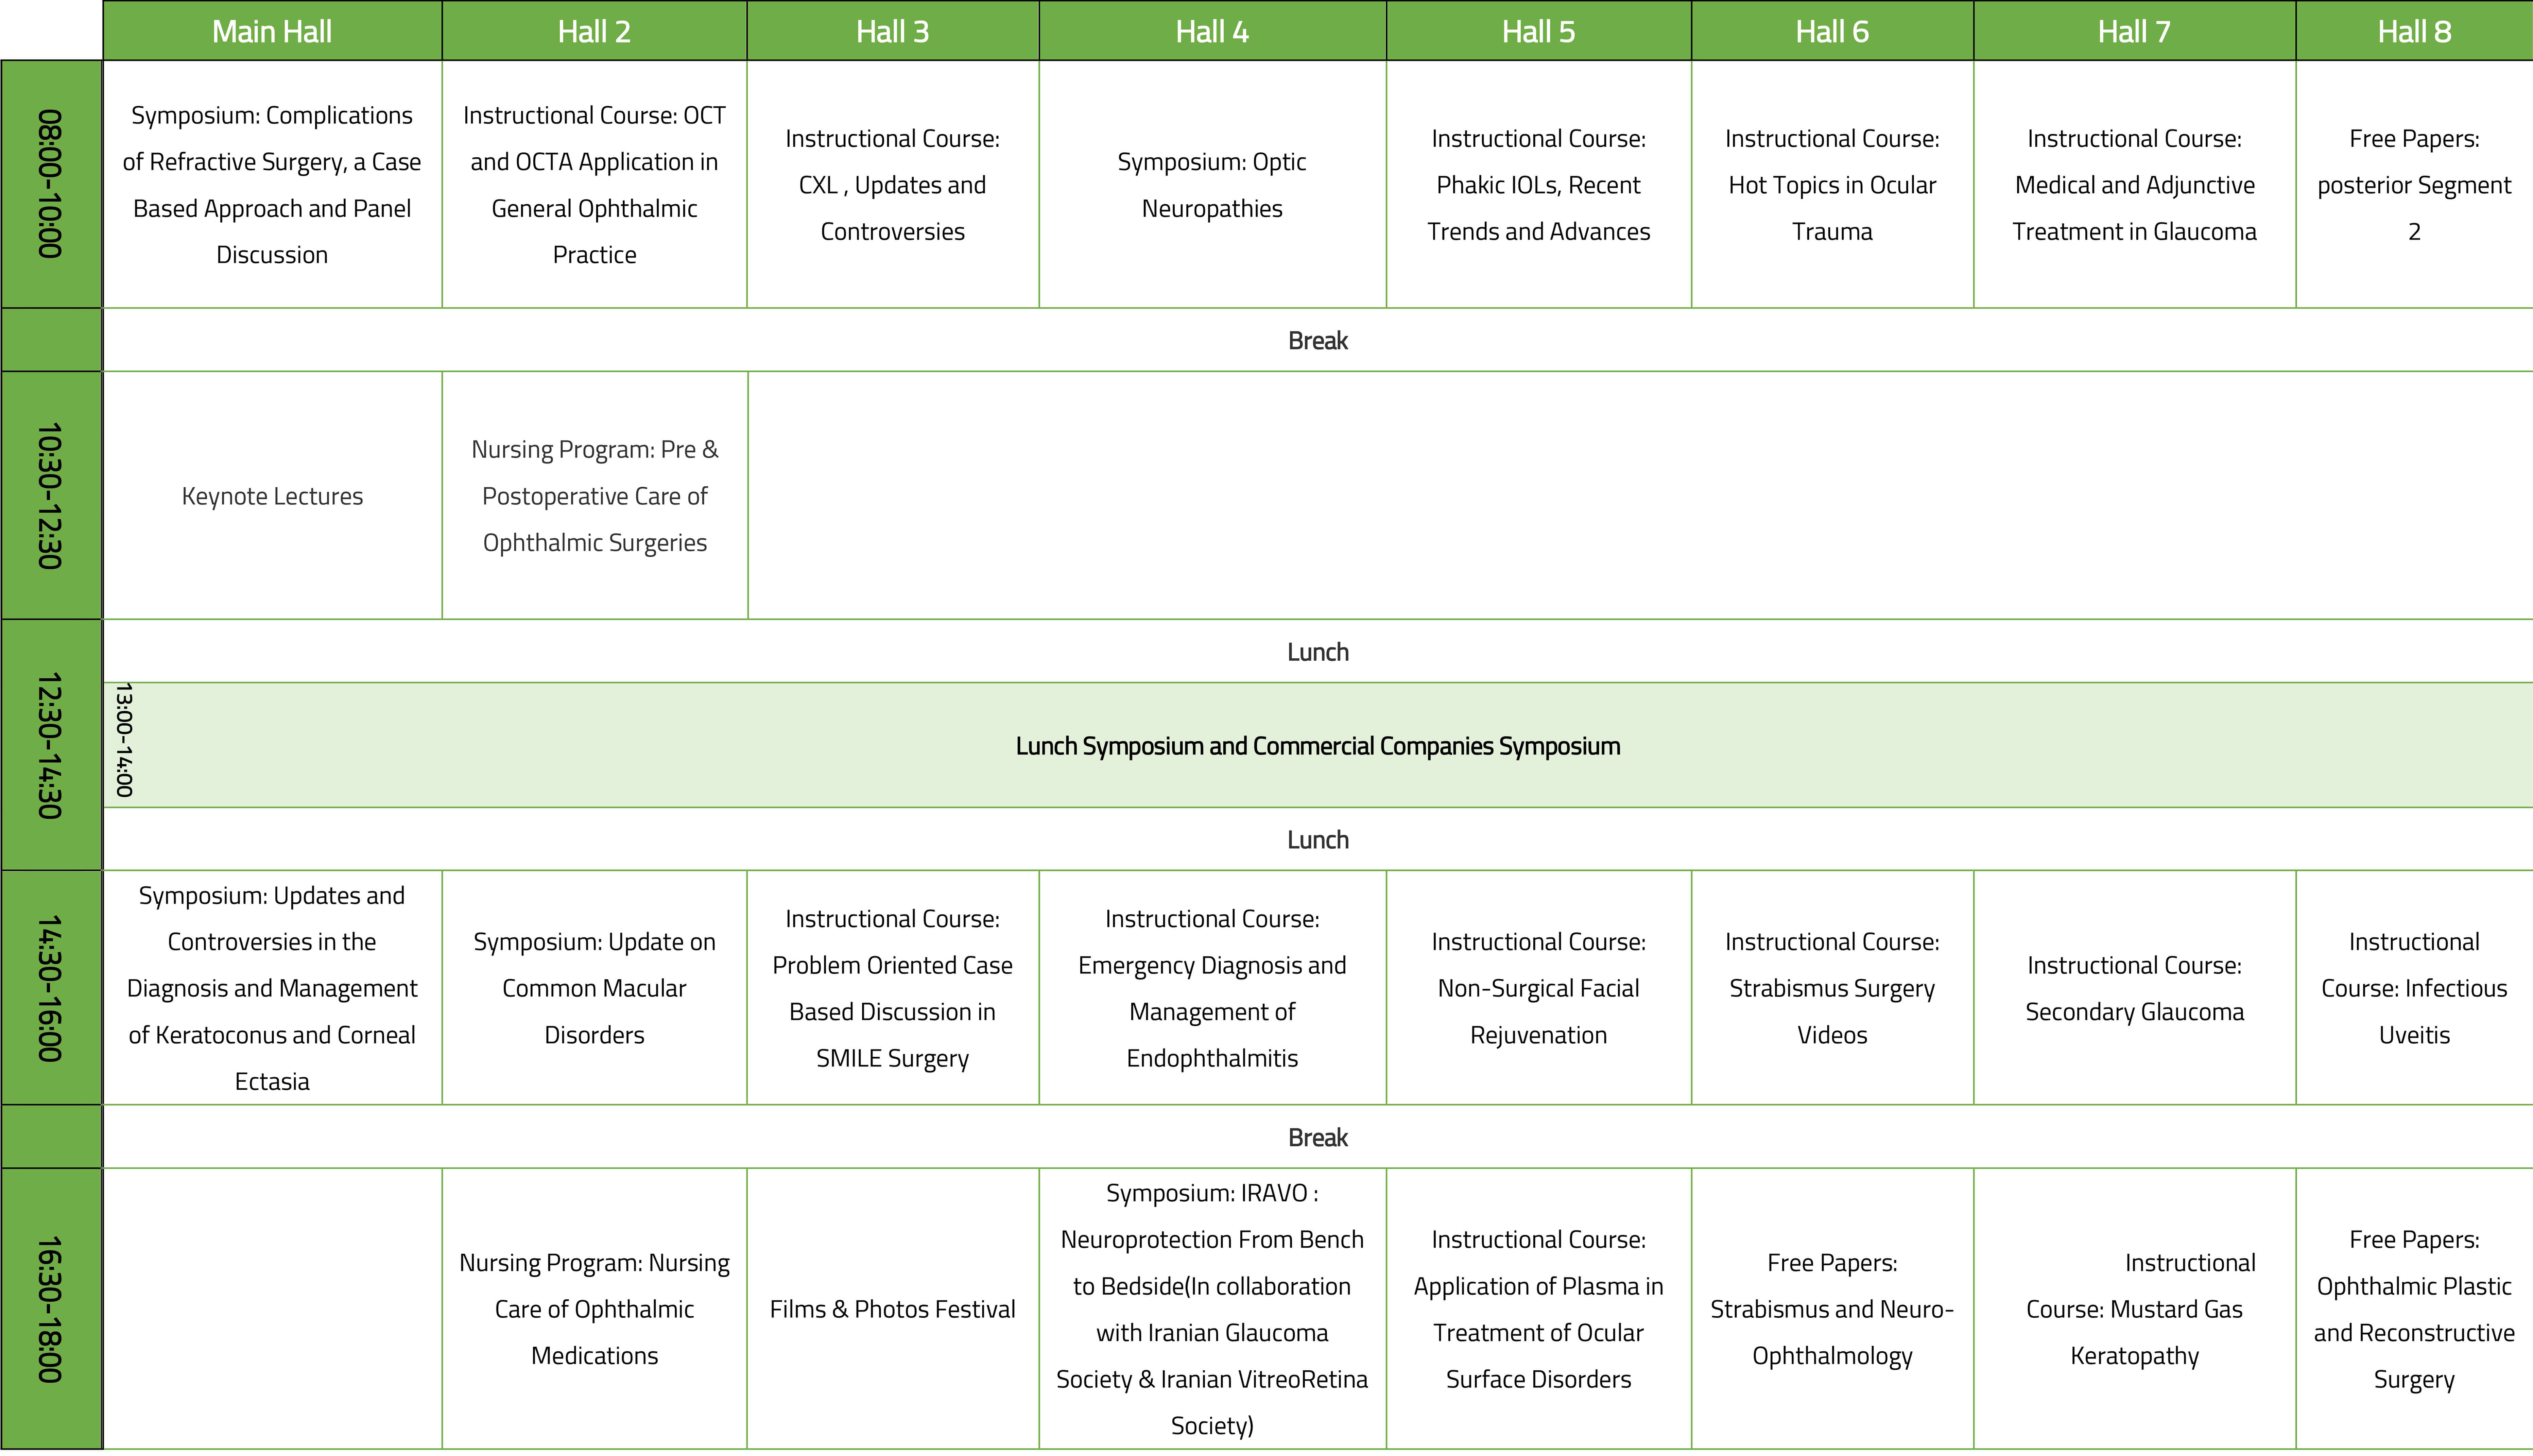 Main Hall
Hall 2
Hall 3
Hall 4
Hall 5
Hall 6
Hall 7
Hall 8
08:00-10:00
Symposium: Complications
of Refractive Surgery, a Case
Based Approach and Panel
Discussion
Instructional Course: OCT
and OCTA Application in
General Ophthalmic
Practice
Instructional Course:
CXL , Updates and
Controversies
Symposium: Optic
Neuropathies
Instructional Course:
Phakic IOLs, Recent
Trends and Advances
Instructional Course:
Hot Topics in Ocular
Trauma
Instructional Course:
Medical and Adjunctive
Treatment in Glaucoma
Free Papers:
posterior Segment
2
Break
10:30-12:30
Keynote Lectures
Nursing Program: Pre &
Postoperative Care of
Ophthalmic Surgeries
12:30-14:30
Lunch
13:00-14:00
Lunch Symposium and Commercial Companies Symposium
Lunch
14:30-16:00
Symposium: Updates and
Controversies in the
Diagnosis and Management
of Keratoconus and Corneal
Ectasia
Symposium: Update on
Common Macular
Disorders
Instructional Course:
Problem Oriented Case
Based Discussion in
SMILE Surgery
Instructional Course:
Emergency Diagnosis and
Management of
Endophthalmitis
Instructional Course:
Non-Surgical Facial
Rejuvenation
Instructional Course:
Strabismus Surgery
Videos
Instructional Course:
Secondary Glaucoma
Instructional
Course: Infectious
Uveitis
Break
16:30-18:00
Nursing Program: Nursing
Care of Ophthalmic
Medications
Films & Photos Festival
Symposium: IRAVO :
Neuroprotection From Bench
to Bedside(In collaboration
with Iranian Glaucoma
Society & Iranian VitreoRetina
Society)
Instructional Course:
Application of Plasma in
Treatment of Ocular
Surface Disorders
Free Papers:
Strabismus and Neuro-
Ophthalmology
Instructional
Course: Mustard Gas
Keratopathy
Free Papers:
Ophthalmic Plastic
and Reconstructive
Surgery